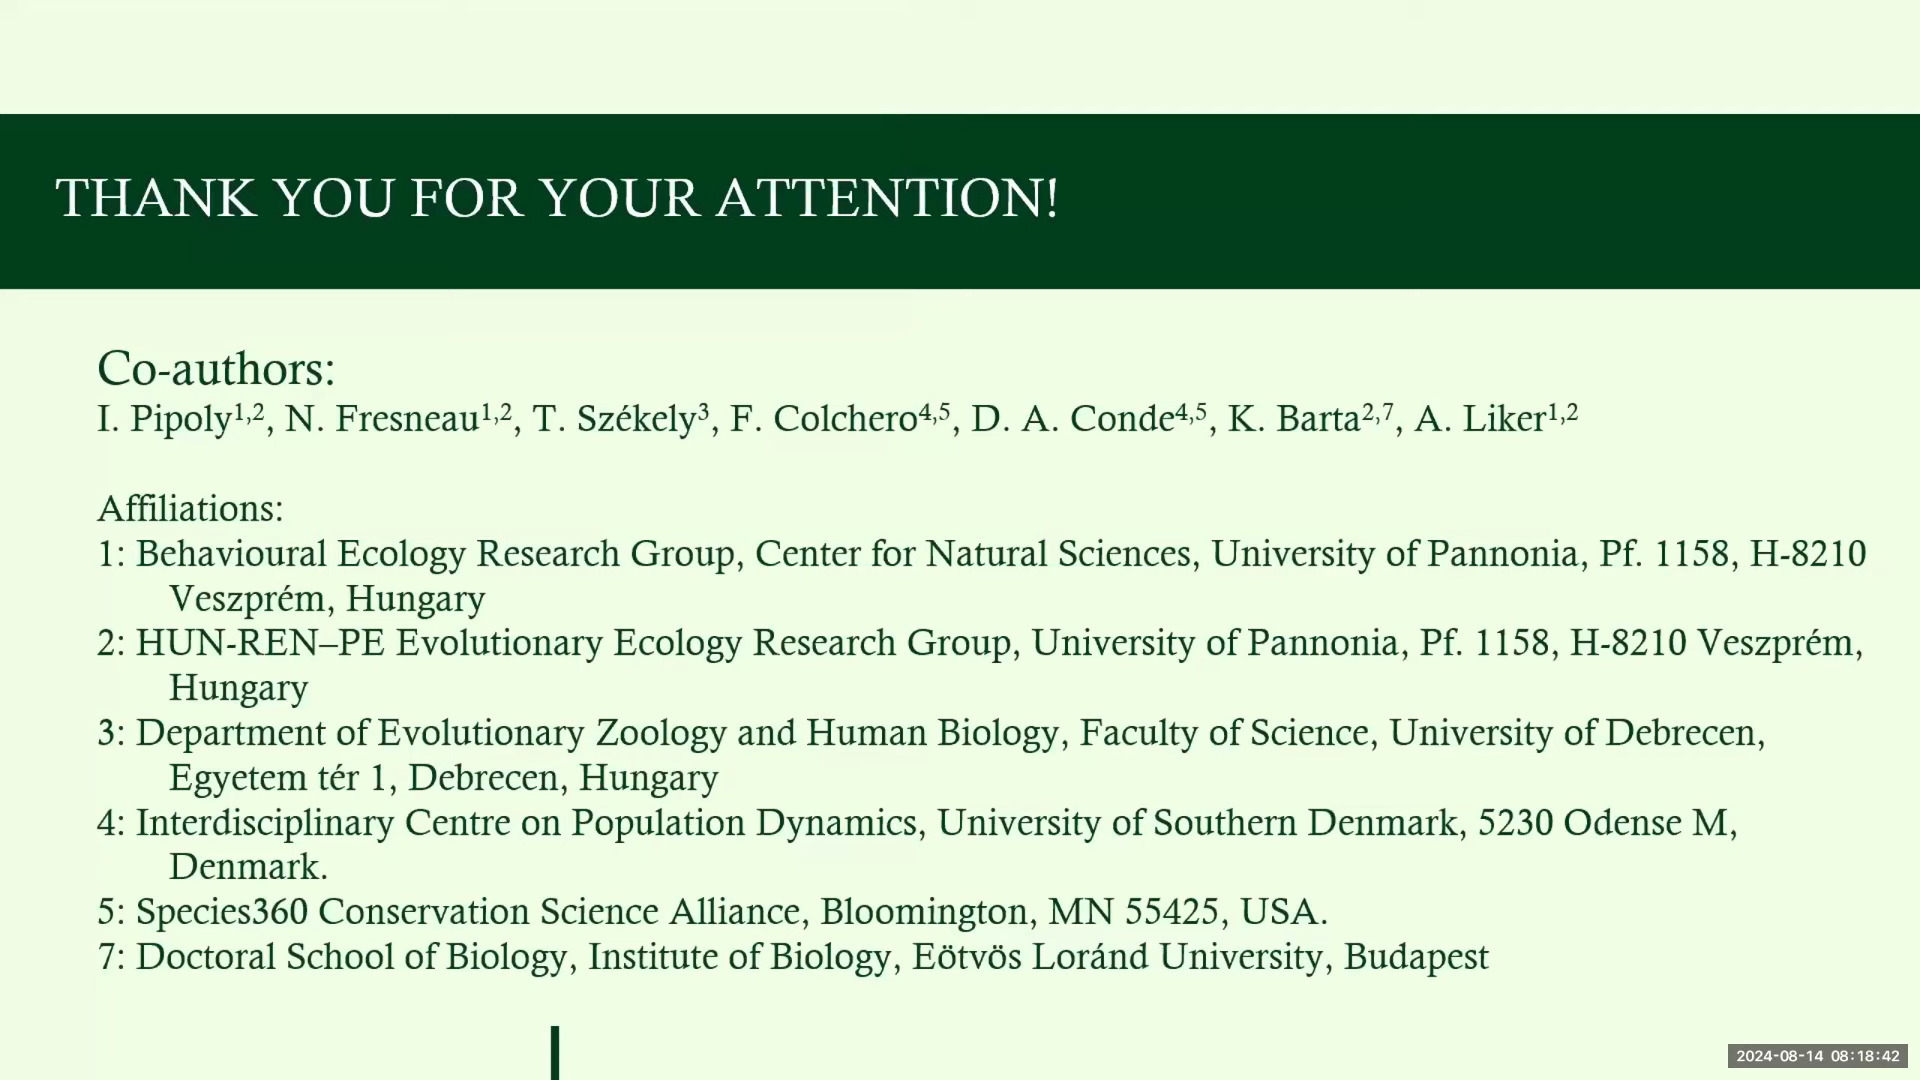 THANK YOU FOR YOUR ATTENTION!
Co-authors:
I. Pipoly1,2, N. Fresneau1,2, T. Székely3, F. Colchero4,5, D. A. Conde4,5, K. Barta2,7, A. Liker1,2
Affiliations:
1: Behavioural Ecology Research Group, Center for Natural Sciences, University of Pannonia, Pf. 1158, H-8210
Veszprém, Hungary
2: HUN-REN–PE Evolutionary Ecology Research Group, University of Pannonia, Pf. 1158, H-8210 Veszprém,
Hungary
3: Department of Evolutionary Zoology and Human Biology, Faculty of Science, University of Debrecen,
Egyetem tér 1, Debrecen, Hungary
4: Interdisciplinary Centre on Population Dynamics, University of Southern Denmark, 5230 Odense M,
Denmark.
5: Species360 Conservation Science Alliance, Bloomington, MN 55425, USA.
7: Doctoral School of Biology, Institute of Biology, Eötvös Loránd University, Budapest
2024-08-14 08:18:42